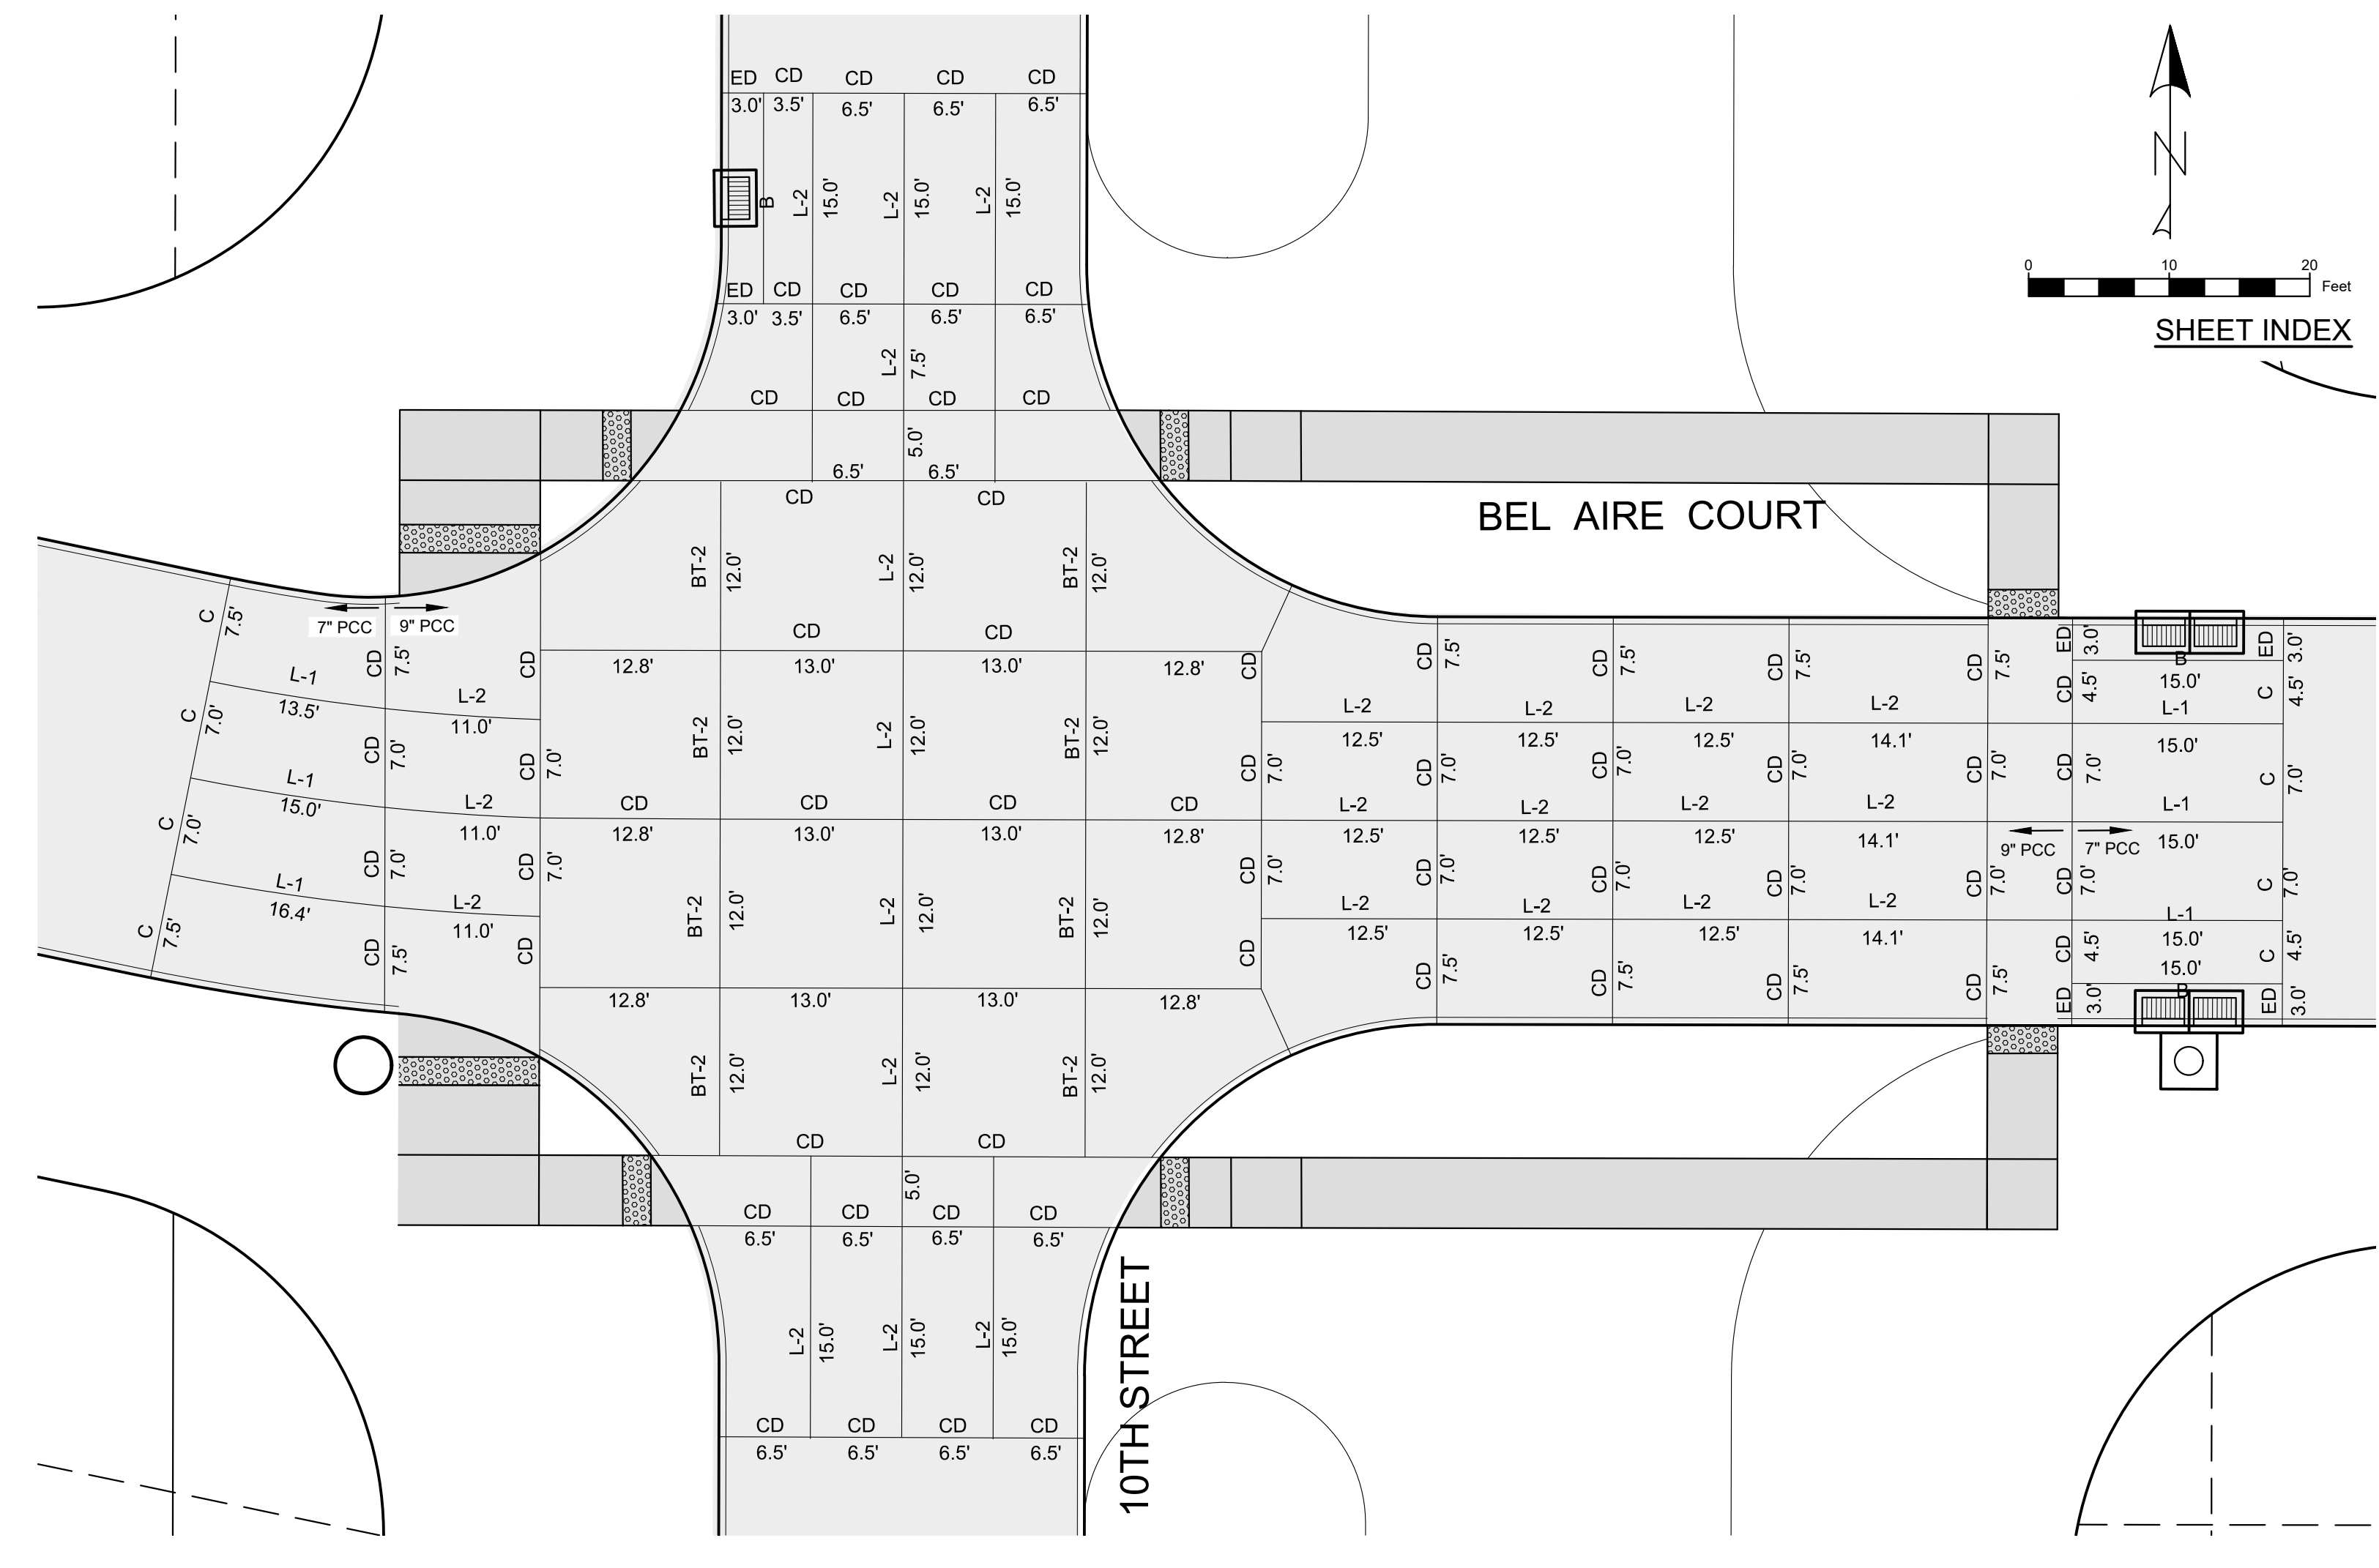 ED CD CD CD CD
3.0' 3.5' 6.5' 6.5' 6.5'
B L-2 15.0' L-2 15.0' L-2 15.0'
ED CD CD CD CD
3.0' 3.5' 6.5' 6.5' 6.5'
L-2 7.5'
CD CD CD CD
5.0'
6.5' 6.5'
CD CD
0 10 20
Feet
N
SHEET INDEX
BEL AIRE COURT
BT-2 12.0' L-2 12.0' BT-2 12.0'
CD CD
12.8' 13.0' 13.0' 12.8'
BT-2 12.0' L-2 12.0' BT-2 12.0'
CD CD CD CD
12.8' 13.0' 13.0' 12.8'
BT-2 12.0' L-2 12.0' BT-2 12.0'
12.8' 13.0' 13.0' 12.8'
BT-2 12.0' L-2 12.0' BT-2 12.0'
CD CD
7" PCC 9" PCC
C 7.5' CD 7.5' CD
L-1 L-2
13.5' 11.0'
C 7.0' CD 7.0' CD 7.0'
L-1 L-2
15.0' 11.0'
C 7.0' CD 7.0' CD 7.0'
L-1 L-2
16.4' 11.0'
C 7.5' CD 7.5' CD
CD CD 7.5' CD 7.5' CD 7.5' CD 7.5' ED 3.0' B ED 3.0'
CD 4.5' 15.0' C 4.5'
L-2 L-2 L-2 L-2 L-1
12.5' 12.5' 12.5' 14.1' 15.0'
CD 7.0' CD 7.0' CD 7.0' CD 7.0' CD 7.0' CD 7.0' C 7.0'
L-2 L-2 L-2 L-2 L-1
12.5' 12.5' 12.5' 14.1' 15.0'
9" PCC 7" PCC
CD 7.0' CD 7.0' CD 7.0' CD 7.0' CD 7.0' CD 7.0' C 7.0'
L-2 L-2 L-2 L-2 L-1
12.5' 12.5' 12.5' 14.1' 15.0'
CD CD 7.5' CD 7.5' CD 7.5' CD 7.5' CD 4.5' C 4.5'
15.0'
ED 3.0' B ED 3.0'
5.0'
CD CD CD CD
6.5' 6.5' 6.5' 6.5'
L-2 15.0' L-2 15.0' L-2 15.0'
CD CD CD CD
6.5' 6.5' 6.5' 6.5'
10TH STREET